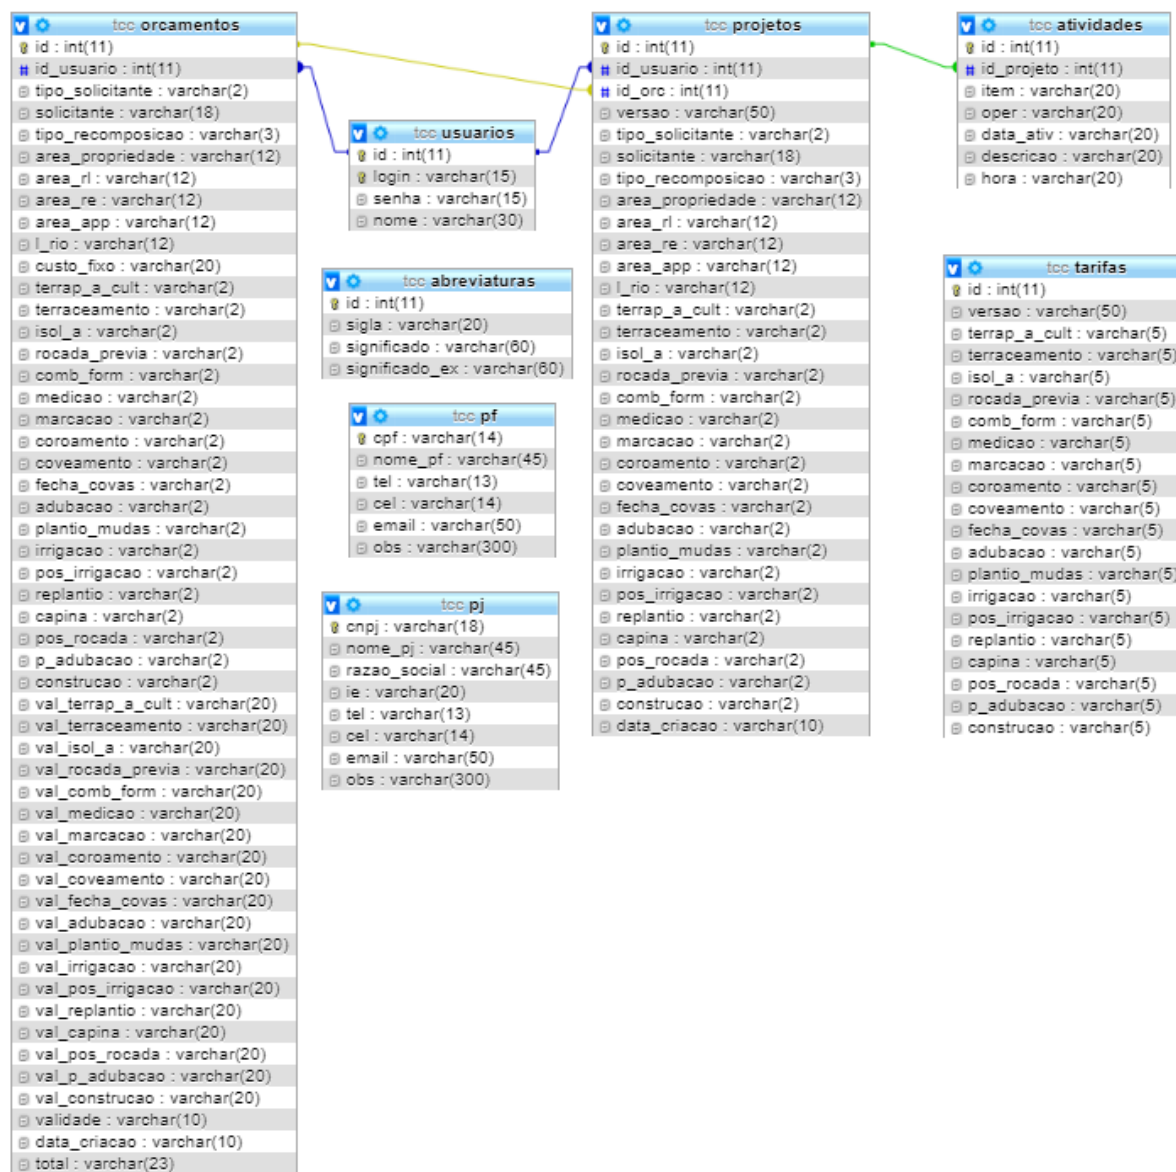 tcc orcamentos
id : int(11)
id_usuario : int(11)
tipo_solicitante : varchar(2)
solicitante : varchar(18)
tipo_recomposicao : varchar(3)
area_propriedade : varchar(12)
area_rl : varchar(12)
area_re : varchar(12)
area_app : varchar(12)
l_rio : varchar(12)
custo_fixo : varchar(20)
terrap_a_cult : varchar(2)
terraceamento : varchar(2)
isol_a : varchar(2)
rocada_previa : varchar(2)
comb_form : varchar(2)
medicao : varchar(2)
marcacao : varchar(2)
coroamento : varchar(2)
coveamento : varchar(2)
fecha_covas : varchar(2)
adubacao : varchar(2)
plantio_mudas : varchar(2)
irrigacao : varchar(2)
pos_irrigacao : varchar(2)
replantio : varchar(2)
capina : varchar(2)
pos_rocada : varchar(2)
p_adubacao : varchar(2)
construcao : varchar(2)
val_terrap_a_cult : varchar(20)
val_terraceamento : varchar(20)
val_isol_a : varchar(20)
val_rocada_previa : varchar(20)
val_comb_form : varchar(20)
val_medicao : varchar(20)
val_marcacao : varchar(20)
val_coroamento : varchar(20)
val_coveamento : varchar(20)
val_fecha_covas : varchar(20)
val_adubacao : varchar(20)
val_plantio_mudas : varchar(20)
val_irrigacao : varchar(20)
val_pos_irrigacao : varchar(20)
val_replantio : varchar(20)
val_capina : varchar(20)
val_pos_rocada : varchar(20)
val_p_adubacao : varchar(20)
val_construcao : varchar(20)
validade : varchar(10)
data_criacao : varchar(10)
total : varchar(23)
tcc usuarios
id : int(11)
login : varchar(15)
senha : varchar(15)
nome : varchar(30)
tcc abreviaturas
id : int(11)
sigla : varchar(20)
significado : varchar(60)
significado_ex : varchar(60)
tcc pf
cpf : varchar(14)
nome_pf : varchar(45)
tel : varchar(13)
cel : varchar(14)
email : varchar(50)
obs : varchar(300)
tcc pj
cnpj : varchar(18)
nome_pj : varchar(45)
razao_social : varchar(45)
ie : varchar(20)
tel : varchar(13)
cel : varchar(14)
email : varchar(50)
obs : varchar(300)
tcc projetos
id : int(11)
id_usuario : int(11)
id_orc : int(11)
versao : varchar(50)
tipo_solicitante : varchar(2)
solicitante : varchar(18)
tipo_recomposicao : varchar(3)
area_propriedade : varchar(12)
area_rl : varchar(12)
area_re : varchar(12)
area_app : varchar(12)
l_rio : varchar(12)
terrap_a_cult : varchar(2)
terraceamento : varchar(2)
isol_a : varchar(2)
rocada_previa : varchar(2)
comb_form : varchar(2)
medicao : varchar(2)
marcacao : varchar(2)
coroamento : varchar(2)
coveamento : varchar(2)
fecha_covas : varchar(2)
adubacao : varchar(2)
plantio_mudas : varchar(2)
irrigacao : varchar(2)
pos_irrigacao : varchar(2)
replantio : varchar(2)
capina : varchar(2)
pos_rocada : varchar(2)
p_adubacao : varchar(2)
construcao : varchar(2)
data_criacao : varchar(10)
tcc atividades
id : int(11)
id_projeto : int(11)
item : varchar(20)
oper : varchar(20)
data_ativ : varchar(20)
descricao : varchar(20)
hora : varchar(20)
tcc tarifas
id : int(11)
versao : varchar(50)
terrap_a_cult : varchar(5)
terraceamento : varchar(5)
isol_a : varchar(5)
rocada_previa : varchar(5)
comb_form : varchar(5)
medicao : varchar(5)
marcacao : varchar(5)
coroamento : varchar(5)
coveamento : varchar(5)
fecha_covas : varchar(5)
adubacao : varchar(5)
plantio_mudas : varchar(5)
irrigacao : varchar(5)
pos_irrigacao : varchar(5)
replantio : varchar(5)
capina : varchar(5)
pos_rocada : varchar(5)
p_adubacao : varchar(5)
construcao : varchar(5)